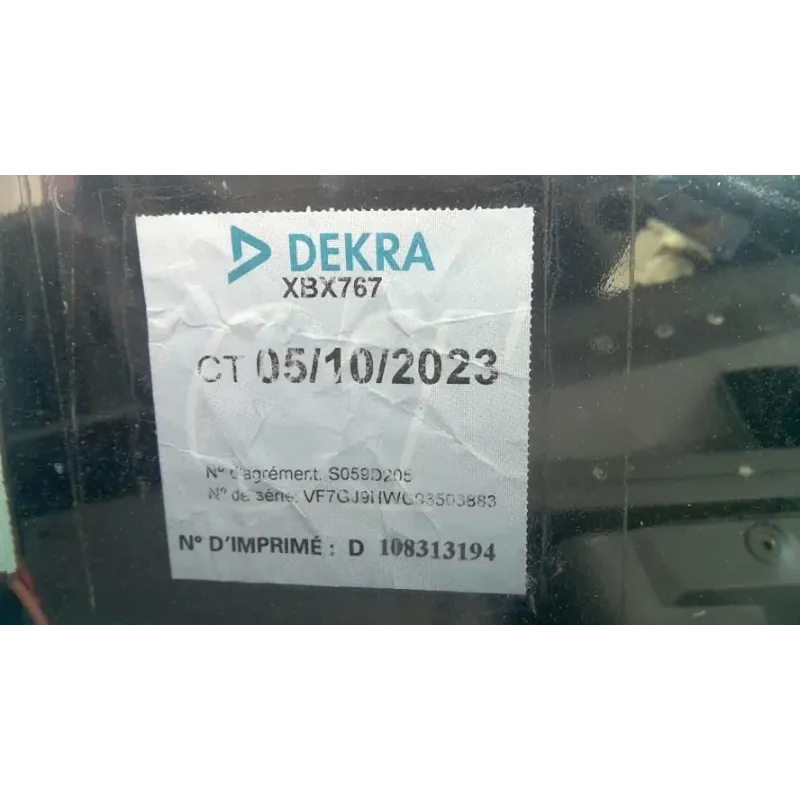 DEKRA
XBX767
CT 05/10/2023
N° d'agrément. S059D205
N° de série: VF7GJ9HWC93503883
N° D'IMPRIMÉ : D 108313194